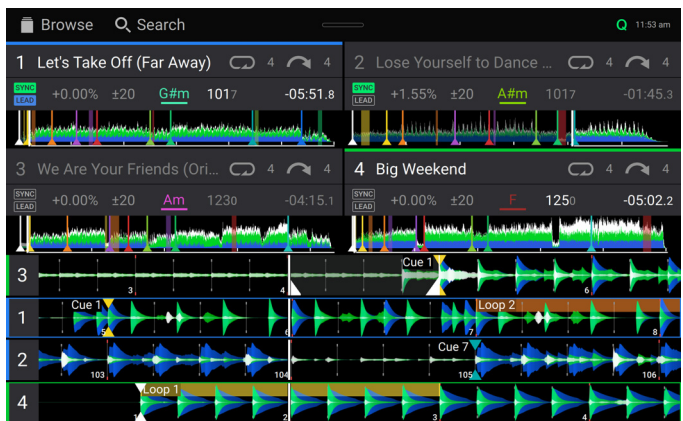 Browse Search Q 11:53 am
1 Let's Take Off (Far Away) 4 4
SYNC LEAD +0.00% ±20 G#m 1017 -05:51.8
2 Lose Yourself to Dance ... 4 4
SYNC LEAD +1.55% ±20 A#m 1017 -01:45.3
3 We Are Your Friends (Ori... 4 4
SYNC LEAD +0.00% ±20 Am 1230 -04:15.1
4 Big Weekend 4 4
SYNC LEAD +0.00% ±20 F 1250 -05:02.2
3 Cue 1
3 4 6
1 Cue 1 Loop 2
5 6 7 8
2 Cue 7
103 104 105 106
4 Loop 1
1 2 3 4